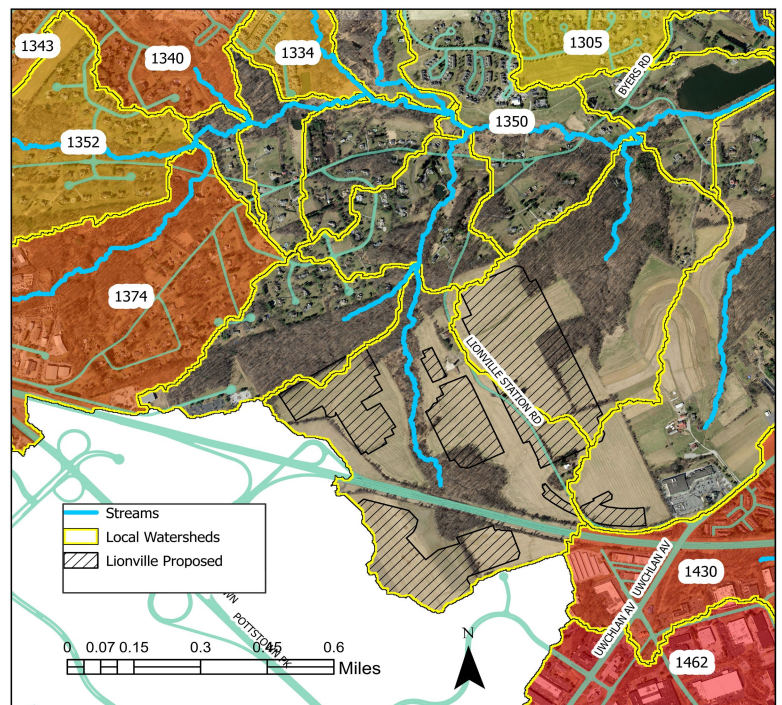 1343
1340
1334
1305
BYERS RD
1350
1352
1374
LIONVILLE STATION RD
Streams
Local Watersheds
Lionville Proposed
UWCHLAN AV
1430
UWCHLAN AV
1462
POTTSTOWN PK
N
0 0.07 0.15 0.3 0.45 0.6
Miles